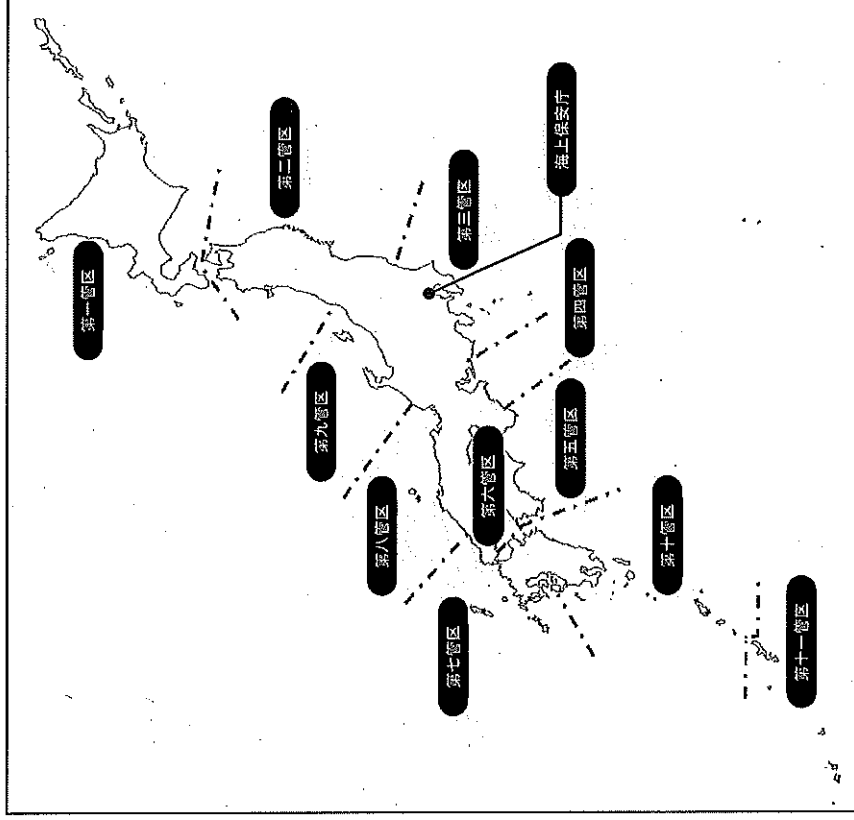 第一管区
第二管区
第三管区
海上保安庁
第四管区
第五管区
第六管区
第七管区
第八管区
第九管区
第十管区
第十一管区